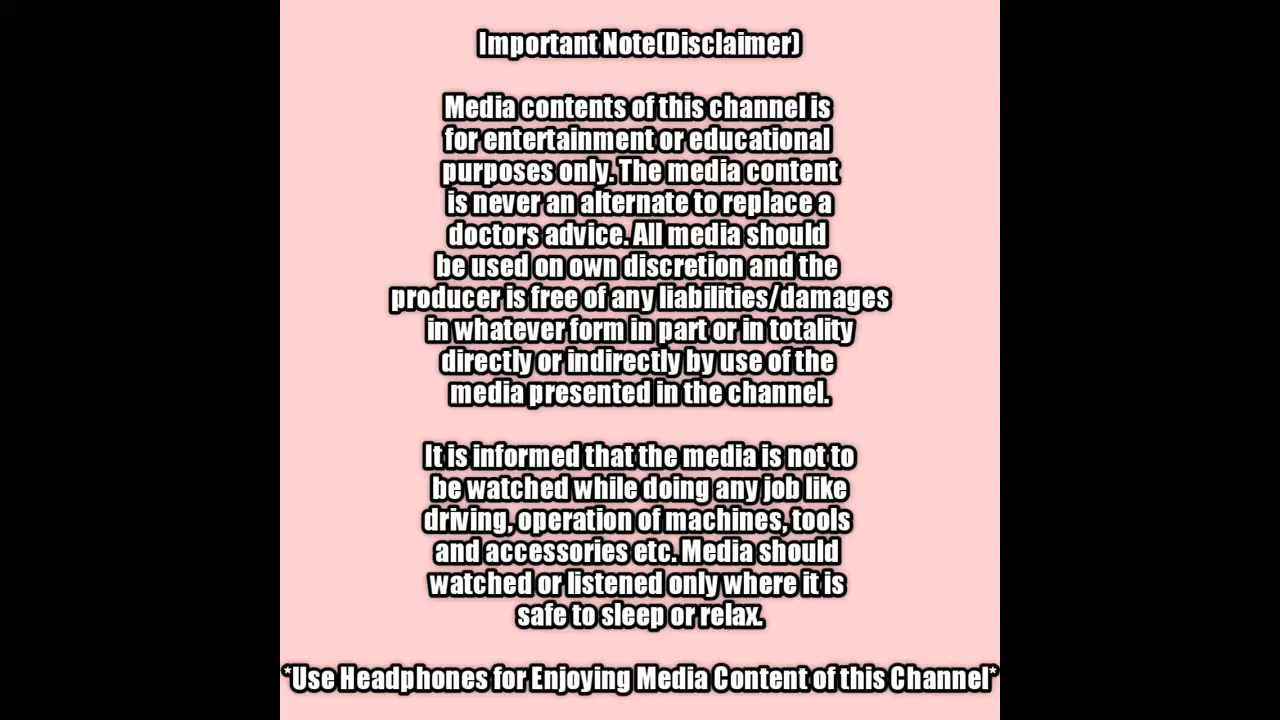 Important Note(Disclaimer)
Media contents of this channel is
for entertainment or educational
purposes only. The media content
is never an alternate to replace a
doctors advice. All media should
be used on own discretion and the
producer is free of any liabilities/damages
in whatever form in part or in totality
directly or indirectly by use of the
media presented in the channel.
It is informed that the media is not to
be watched while doing any job like
driving, operation of machines, tools
and accessories etc. Media should
watched or listened only where it is
safe to sleep or relax.
*Use Headphones for Enjoying Media Content of this Channel*